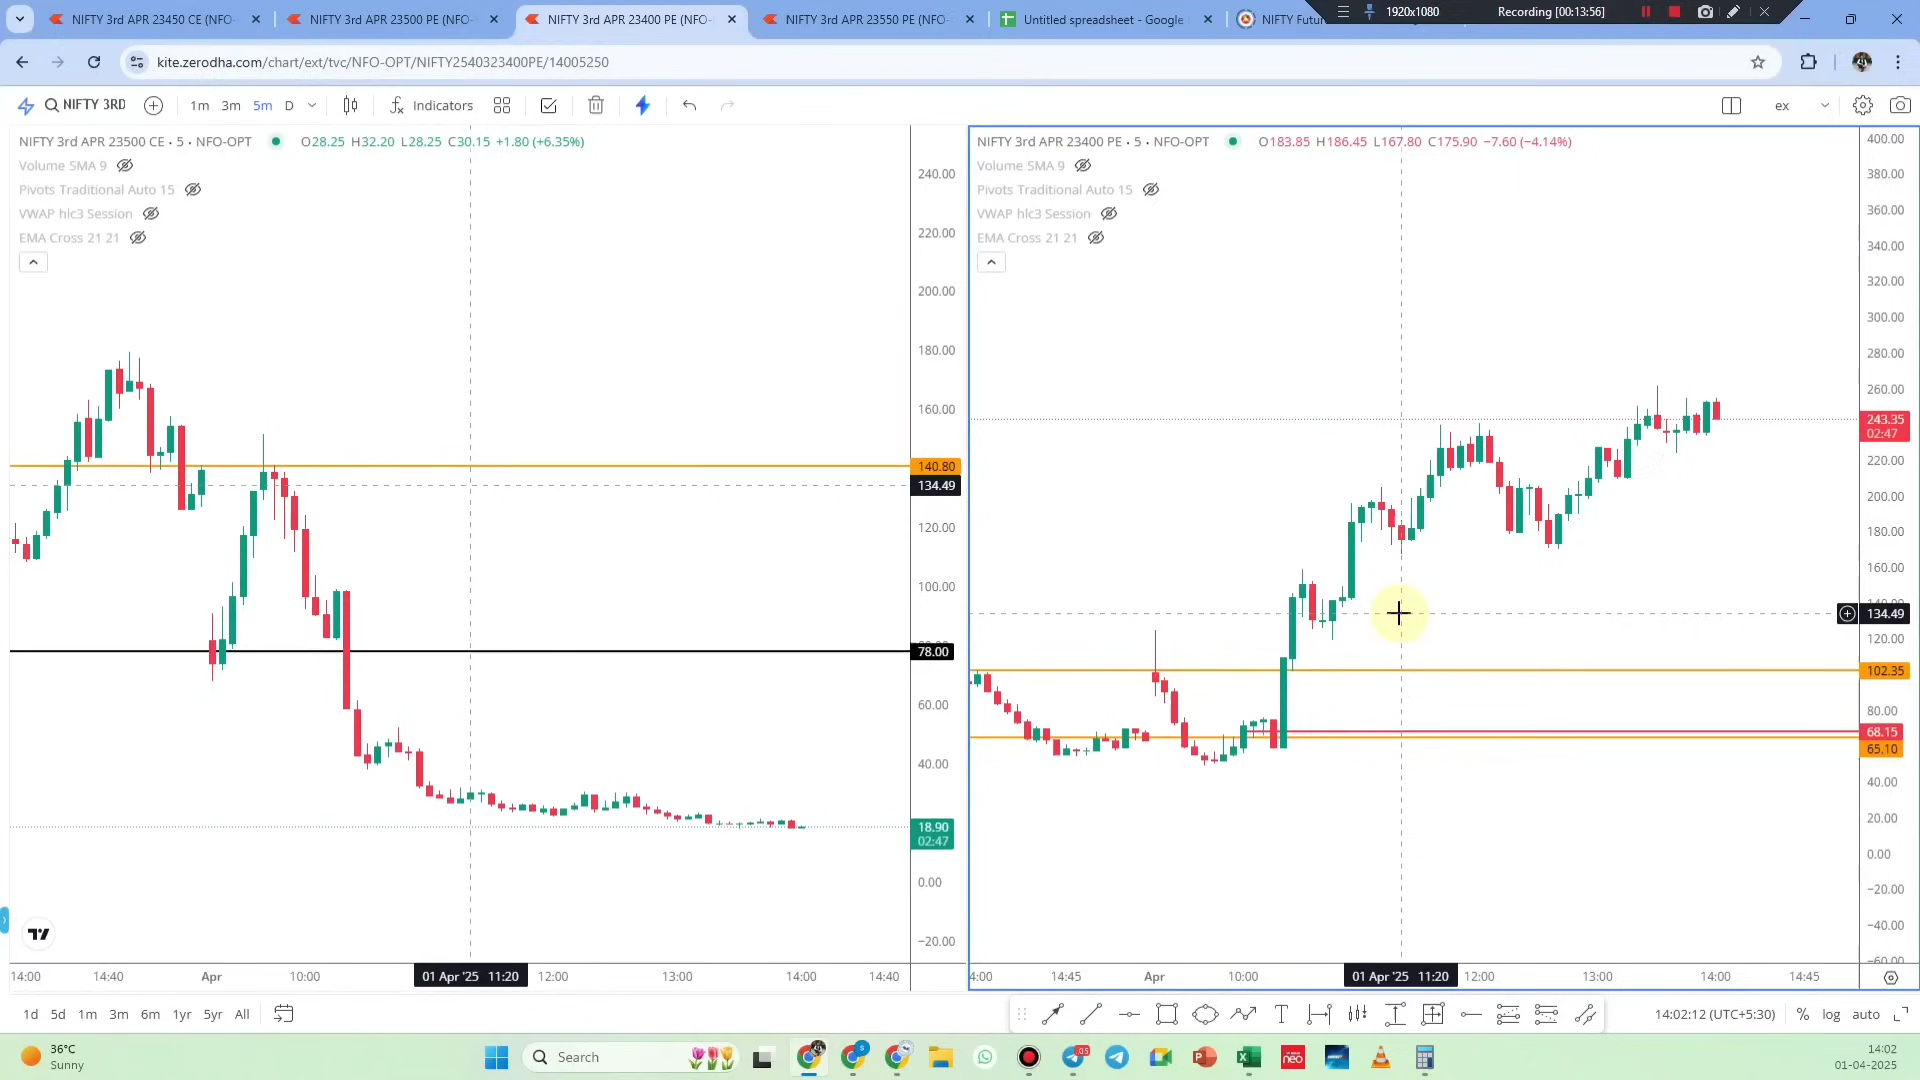 NIFTY 3rd APR 23450 CE (NFO-
NIFTY 3rd APR 23500 PE (NFO-
NIFTY 3rd APR 23400 PE (NFO-
NIFTY 3rd APR 23550 PE (NFO-
Untitled spreadsheet - Google
NIFTY Futu
1920x1080
Recording [00:13:56]
kite.zerodha.com/chart/ext/tvc/NFO-OPT/NIFTY2540323400PE/14005250
NIFTY 3RD
1m 3m 5m D
Indicators
ex
NIFTY 3rd APR 23500 CE · 5 · NFO-OPT O28.25 H32.20 L28.25 C30.15 +1.80 (+6.35%)
Volume SMA 9
Pivots Traditional Auto 15
VWAP hlc3 Session
EMA Cross 21 21
240.00
220.00
200.00
180.00
160.00
140.80
134.49
120.00
100.00
78.00
60.00
40.00
18.90
02:47
0.00
−20.00
14:00 14:40 Apr 10:00 01 Apr '25 11:20 12:00 13:00 14:00 14:40
NIFTY 3rd APR 23400 PE · 5 · NFO-OPT O183.85 H186.45 L167.80 C175.90 −7.60 (−4.14%)
Volume SMA 9
Pivots Traditional Auto 15
VWAP hlc3 Session
EMA Cross 21 21
400.00
380.00
360.00
340.00
320.00
300.00
280.00
260.00
243.35
02:47
220.00
200.00
180.00
160.00
134.49
120.00
102.35
80.00
68.15
65.10
40.00
20.00
0.00
−20.00
−40.00
−60.00
4:00 14:45 Apr 10:00 01 Apr '25 11:20 12:00 13:00 14:00 14:45
1d 5d 1m 3m 6m 1yr 5yr All
T
14:02:12 (UTC+5:30) % log auto
36°C
Sunny
Search
05
neo
14:02
01-04-2025